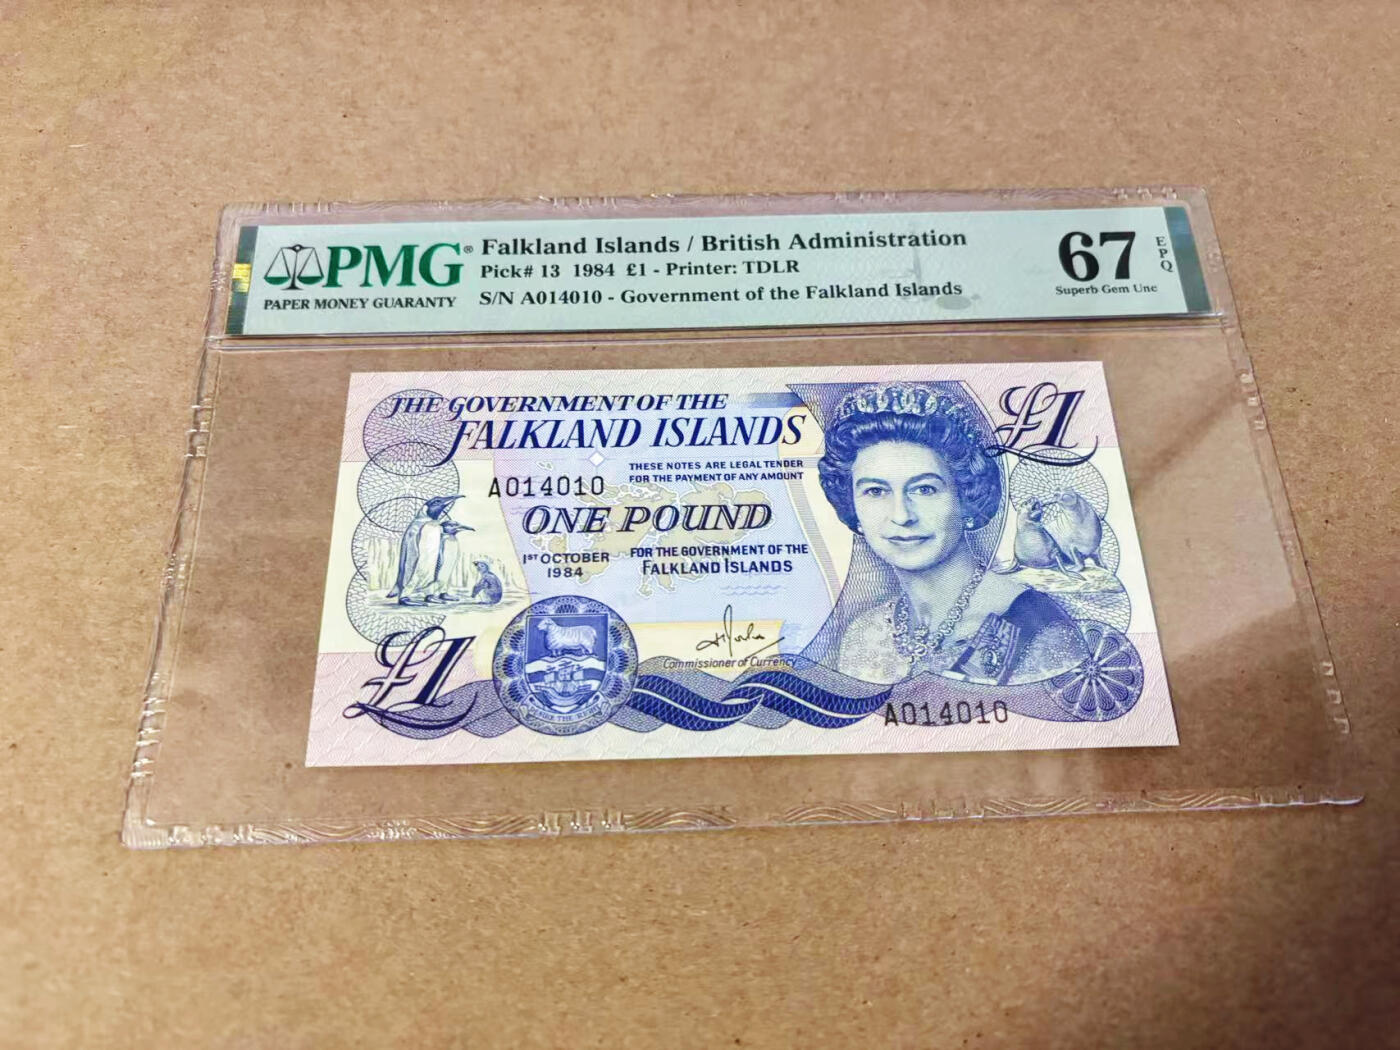 PMG®
PAPER MONEY GUARANTY
Falkland Islands / British Administration
Pick# 13 1984 £1 - Printer: TDLR
S/N A014010 - Government of the Falkland Islands
67
EPQ
Superb Gem Unc
THE GOVERNMENT OF THE
FALKLAND ISLANDS
£1
THESE NOTES ARE LEGAL TENDER
FOR THE PAYMENT OF ANY AMOUNT
A014010
ONE POUND
1ST OCTOBER
1984
FOR THE GOVERNMENT OF THE
FALKLAND ISLANDS
£1
Commissioner of Currency
A014010